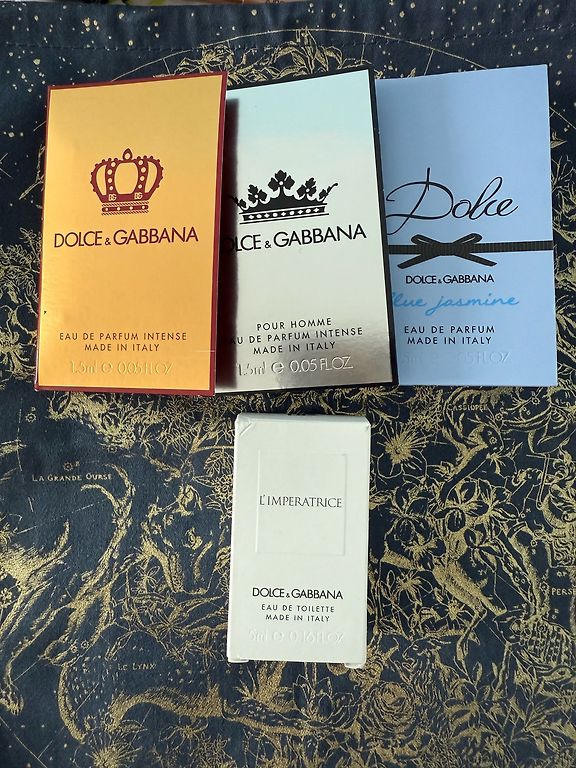 DOLCE & GABBANA
EAU DE PARFUM INTENSE
MADE IN ITALY
1.5ml e 0.05 FL.OZ
DOLCE & GABBANA
POUR HOMME
EAU DE PARFUM INTENSE
MADE IN ITALY
1.5ml e 0.05 FL.OZ
Dolce
DOLCE & GABBANA
Blue jasmine
EAU DE PARFUM
MADE IN ITALY
L'IMPERATRICE
DOLCE & GABBANA
EAU DE TOILETTE
MADE IN ITALY
5ml e 0.16 FL.OZ
CASSIOPEE
LA GRANDE OURSE
LE LYNX